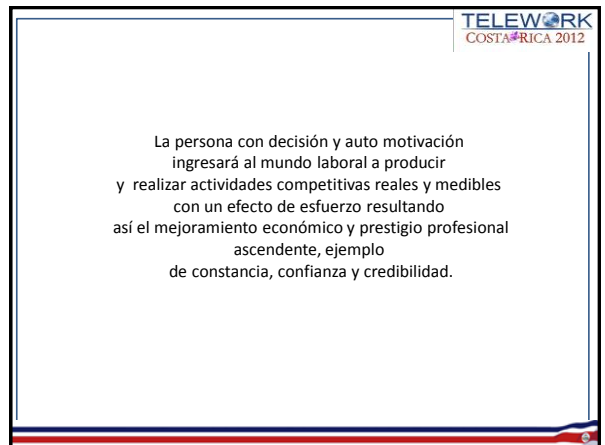 TELEWORK
COSTA RICA 2012
La persona con decisión y auto motivación
ingresará al mundo laboral a producir
y realizar actividades competitivas reales y medibles
con un efecto de esfuerzo resultando
así el mejoramiento económico y prestigio profesional
ascendente, ejemplo
de constancia, confianza y credibilidad.